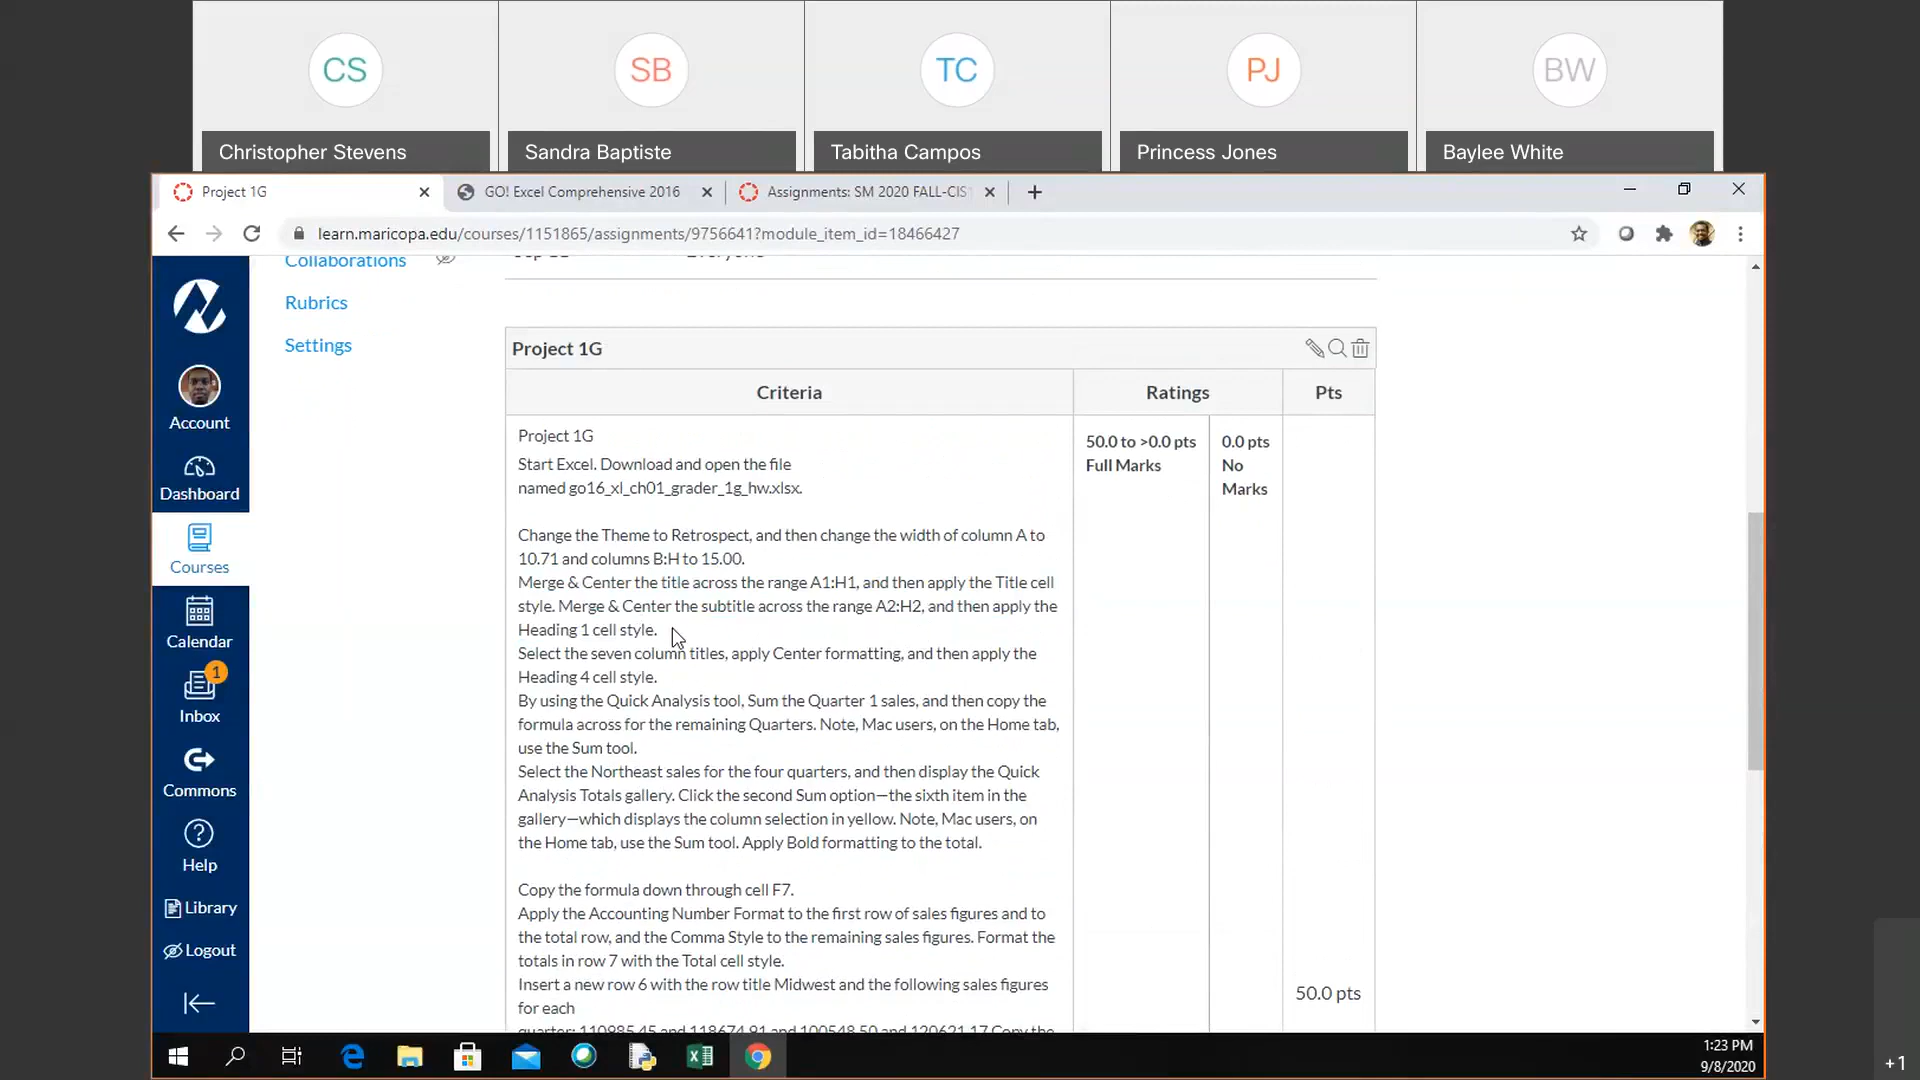 CS
SB
TC
PJ
BW
Christopher Stevens
Sandra Baptiste
Tabitha Campos
Princess Jones
Baylee White
Project 1G
GO! Excel Comprehensive 2016
Assignments: SM 2020 FALL-CIS
learn.maricopa.edu/courses/1151865/assignments/9756641?module_item_id=18466427
Collaborations
Rubrics
Settings
Account
Dashboard
Courses
Calendar
1
Inbox
Commons
Help
Library
Logout
Project 1G
Criteria
Ratings
Pts
Project 1G
Start Excel. Download and open the file
named go16_xl_ch01_grader_1g_hw.xlsx.
Change the Theme to Retrospect, and then change the width of column A to
10.71 and columns B:H to 15.00.
Merge & Center the title across the range A1:H1, and then apply the Title cell
style. Merge & Center the subtitle across the range A2:H2, and then apply the
Heading 1 cell style.
Select the seven column titles, apply Center formatting, and then apply the
Heading 4 cell style.
By using the Quick Analysis tool, Sum the Quarter 1 sales, and then copy the
formula across for the remaining Quarters. Note, Mac users, on the Home tab,
use the Sum tool.
Select the Northeast sales for the four quarters, and then display the Quick
Analysis Totals gallery. Click the second Sum option—the sixth item in the
gallery—which displays the column selection in yellow. Note, Mac users, on
the Home tab, use the Sum tool. Apply Bold formatting to the total.
Copy the formula down through cell F7.
Apply the Accounting Number Format to the first row of sales figures and to
the total row, and the Comma Style to the remaining sales figures. Format the
totals in row 7 with the Total cell style.
Insert a new row 6 with the row title Midwest and the following sales figures
for each
quarter: 110985.45 and 118674.91 and 100548.50 and 120621.17 Copy the
50.0 to >0.0 pts
Full Marks
0.0 pts
No
Marks
50.0 pts
1:23 PM
9/8/2020
+1